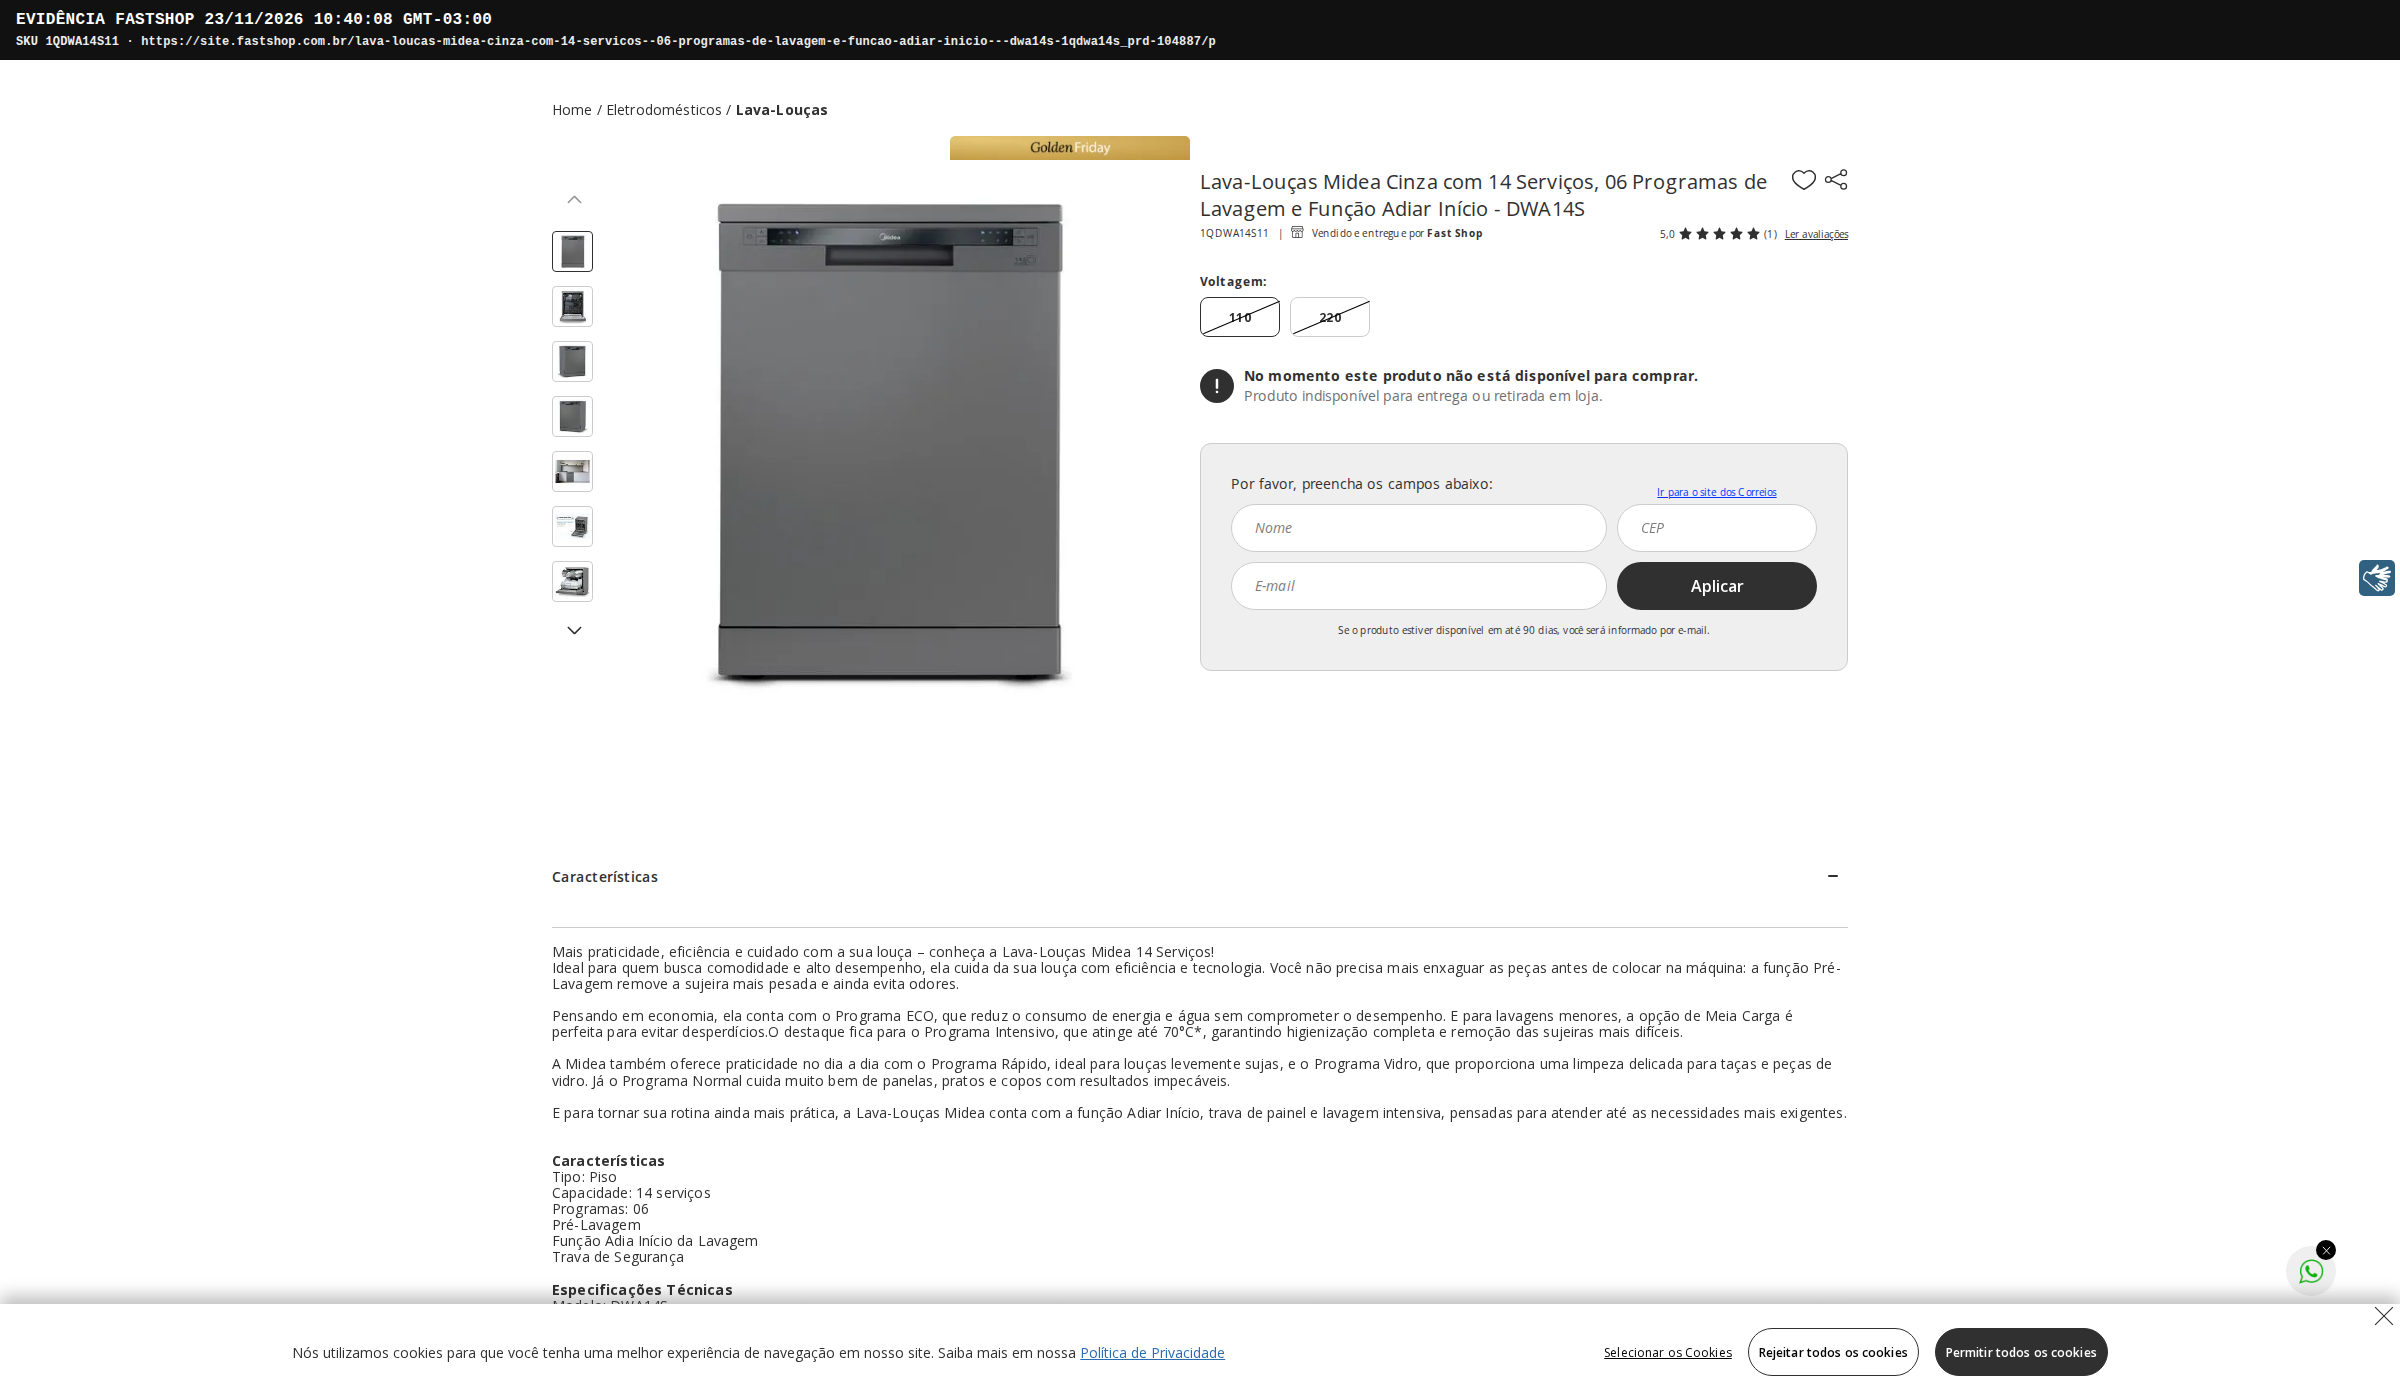 EVIDÊNCIA FASTSHOP 23/11/2026 10:40:08 GMT-03:00
SKU 1QDWA14S11 · https://site.fastshop.com.br/lava-loucas-midea-cinza-com-14-servicos--06-programas-de-lavagem-e-funcao-adiar-inicio---dwa14s-1qdwa14s_prd-104887/p
Home / Eletrodomésticos / Lava-Louças
Golden Friday
Lava-Louças Midea Cinza com 14 Serviços, 06 Programas de
Lavagem e Função Adiar Início - DWA14S
1QDWA14S11 | Vendido e entregue por Fast Shop
5,0 (1) Ler avaliações
Midea
Voltagem:
110 220
No momento este produto não está disponível para comprar.
Produto indisponível para entrega ou retirada em loja.
Por favor, preencha os campos abaixo:
Ir para o site dos Correios
Nome CEP
E-mail Aplicar
Se o produto estiver disponível em até 90 dias, você será informado por e-mail.
Características
Mais praticidade, eficiência e cuidado com a sua louça – conheça a Lava-Louças Midea 14 Serviços!
Ideal para quem busca comodidade e alto desempenho, ela cuida da sua louça com eficiência e tecnologia. Você não precisa mais enxaguar as peças antes de colocar na máquina: a função Pré-
Lavagem remove a sujeira mais pesada e ainda evita odores.
Pensando em economia, ela conta com o Programa ECO, que reduz o consumo de energia e água sem comprometer o desempenho. E para lavagens menores, a opção de Meia Carga é
perfeita para evitar desperdícios.O destaque fica para o Programa Intensivo, que atinge até 70°C*, garantindo higienização completa e remoção das sujeiras mais difíceis.
A Midea também oferece praticidade no dia a dia com o Programa Rápido, ideal para louças levemente sujas, e o Programa Vidro, que proporciona uma limpeza delicada para taças e peças de
vidro. Já o Programa Normal cuida muito bem de panelas, pratos e copos com resultados impecáveis.
E para tornar sua rotina ainda mais prática, a Lava-Louças Midea conta com a função Adiar Início, trava de painel e lavagem intensiva, pensadas para atender até as necessidades mais exigentes.
Características
Tipo: Piso
Capacidade: 14 serviços
Programas: 06
Pré-Lavagem
Função Adia Início da Lavagem
Trava de Segurança
Especificações Técnicas
Modelo: DWA14S
Nós utilizamos cookies para que você tenha uma melhor experiência de navegação em nosso site. Saiba mais em nossa Política de Privacidade
Selecionar os Cookies Rejeitar todos os cookies Permitir todos os cookies